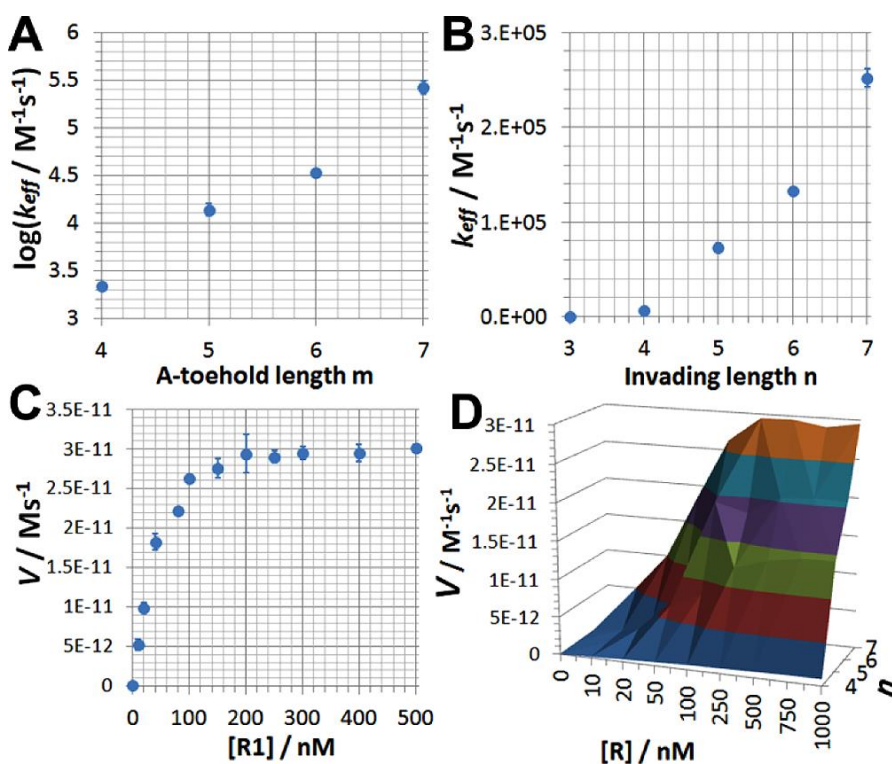 A
log(keff / M-1s-1)
6
5.5
5
4.5
4
3.5
3
4 5 6 7
A-toehold length m
B
keff / M-1s-1
3.E+05
2.E+05
1.E+05
0.E+00
3 4 5 6 7
Invading length n
C
V / Ms-1
3.5E-11
3E-11
2.5E-11
2E-11
1.5E-11
1E-11
5E-12
0
0 100 200 300 400 500
[R1] / nM
D
V / M-1s-1
3E-11
2.5E-11
2E-11
1.5E-11
1E-11
5E-12
0
0 10 20 50 100 250 500 750 1000
[R] / nM
7
6
5
4
n